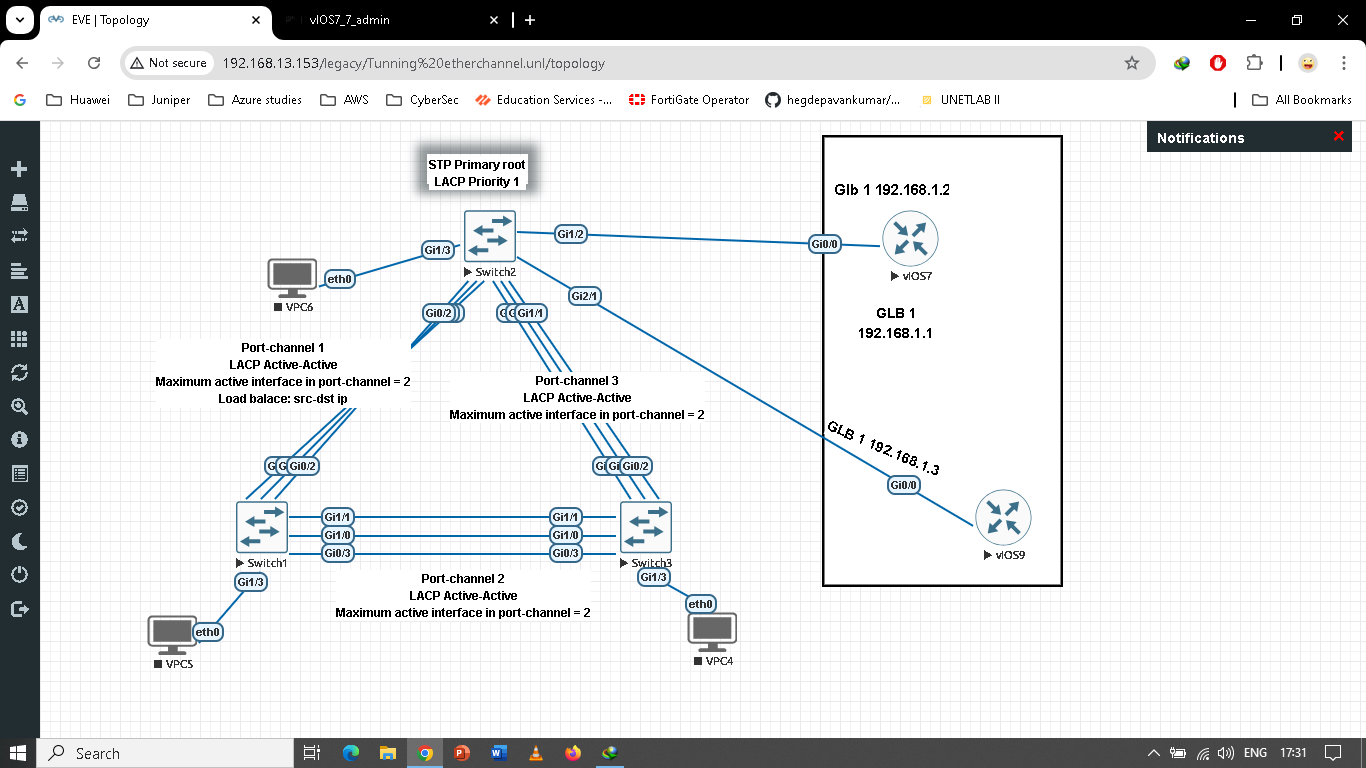 EVE | Topology
vIOS7_7_admin
Not secure
192.168.13.153/legacy/Tunning%20etherchannel.unl/topology
Huawei
Juniper
Azure studies
AWS
CyberSec
Education Services -...
FortiGate Operator
hegdepavankumar/...
UNETLAB II
All Bookmarks
Notifications
STP Primary root
LACP Priority 1
Glb 1 192.168.1.2
Gi1/2
Gi0/0
Gi1/3
Switch2
vIOS7
eth0
VPC6
Gi2/1
Gi0/2
Gi1/1
GLB 1
192.168.1.1
Port-channel 1
LACP Active-Active
Maximum active interface in port-channel = 2
Load balace: src-dst ip
Port-channel 3
LACP Active-Active
Maximum active interface in port-channel = 2
GLB 1 192.168.1.3
Gi0/2
Gi0/2
Gi0/0
Gi1/1
Gi1/1
Gi1/0
Gi1/0
Gi0/3
Gi0/3
Switch1
Switch3
vIOS9
Gi1/3
Gi1/3
Port-channel 2
LACP Active-Active
Maximum active interface in port-channel = 2
eth0
eth0
VPC5
VPC4
Search
ENG
17:31